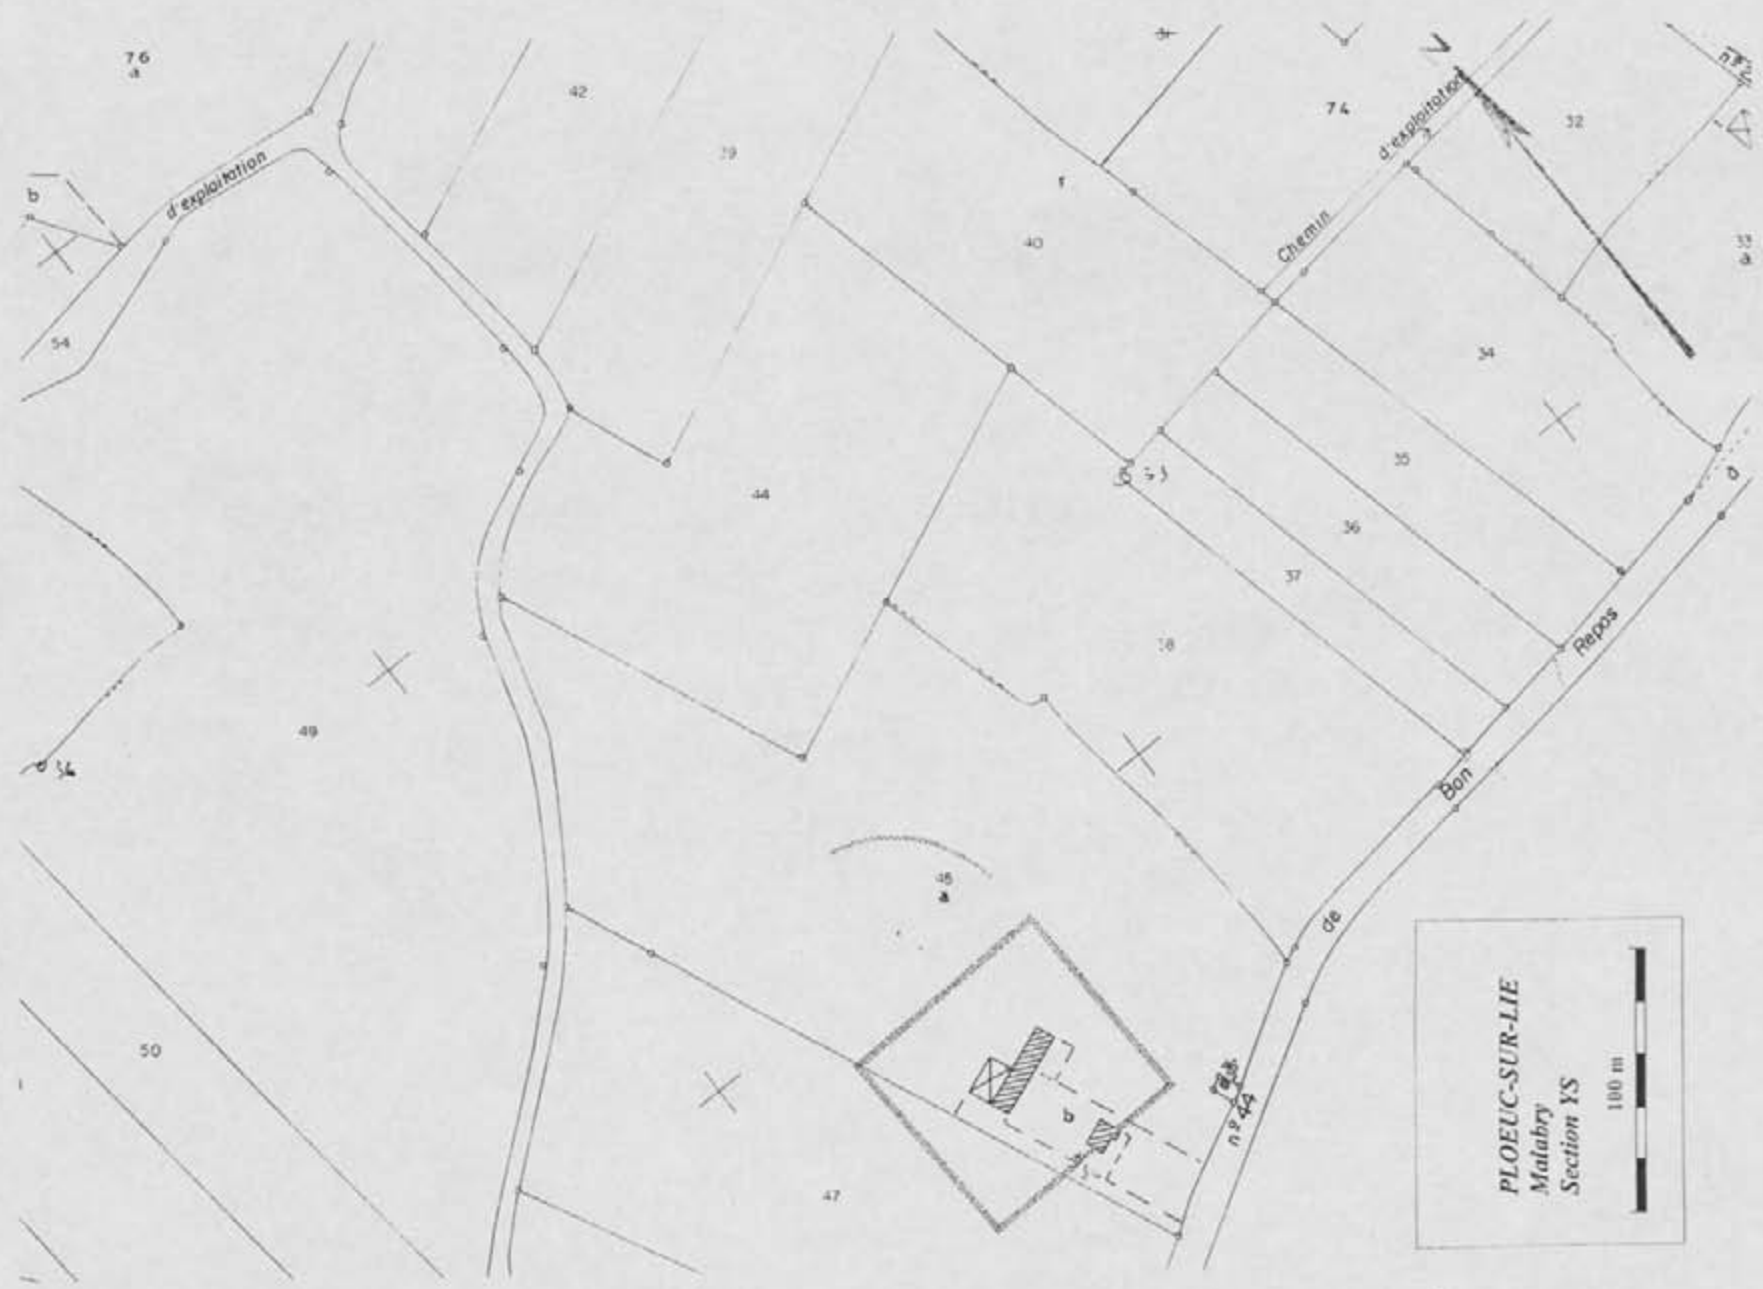 76
a
42
39
74
32
b
d'exploitation
d'exploitation
Chemin
40
33
a
54
34
35
44
36
37
38
Repos
à
49
Bon
46
a
de
50
b
n° 44
47
PLOEUC-SUR-LIE
Malabry
Section YS
100 m